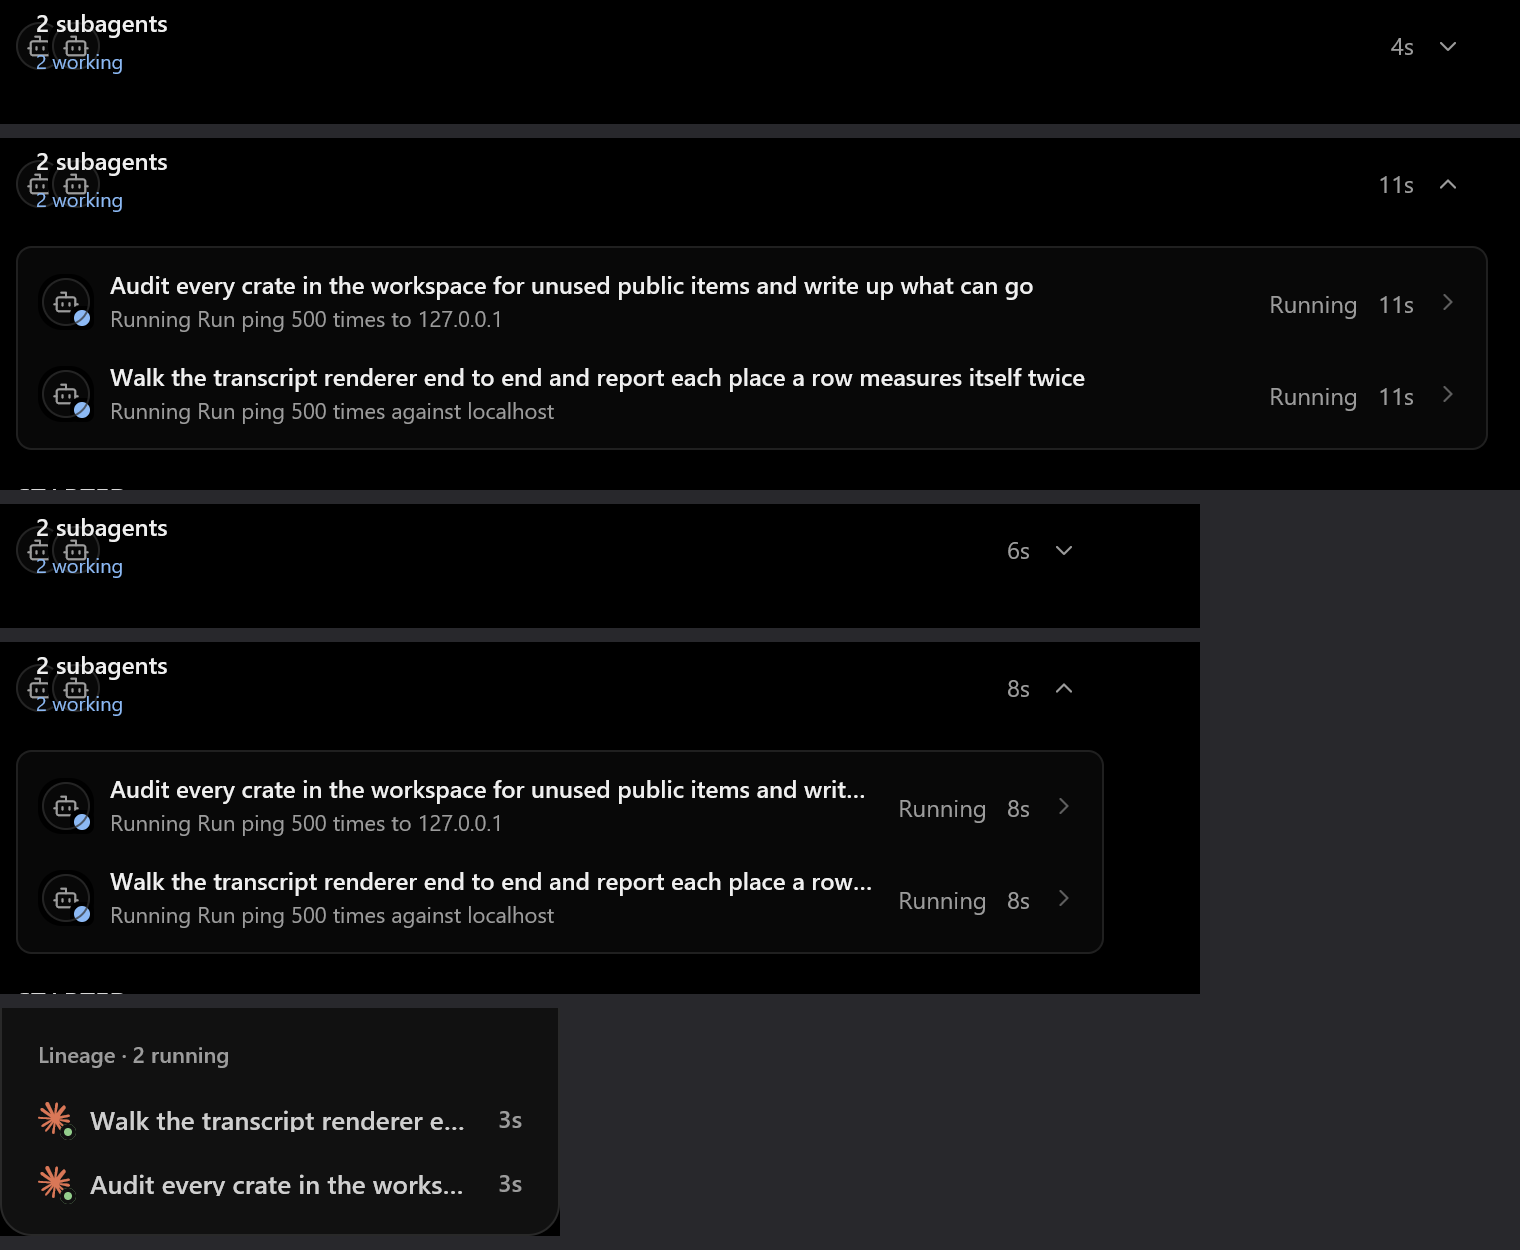 2 subagents
2 working
4s
2 subagents
2 working
11s
Audit every crate in the workspace for unused public items and write up what can go
Running Run ping 500 times to 127.0.0.1
Running 11s
Walk the transcript renderer end to end and report each place a row measures itself twice
Running Run ping 500 times against localhost
Running 11s
2 subagents
2 working
6s
2 subagents
2 working
8s
Audit every crate in the workspace for unused public items and writ...
Running Run ping 500 times to 127.0.0.1
Running 8s
Walk the transcript renderer end to end and report each place a row...
Running Run ping 500 times against localhost
Running 8s
Lineage · 2 running
Walk the transcript renderer e... 3s
Audit every crate in the works... 3s